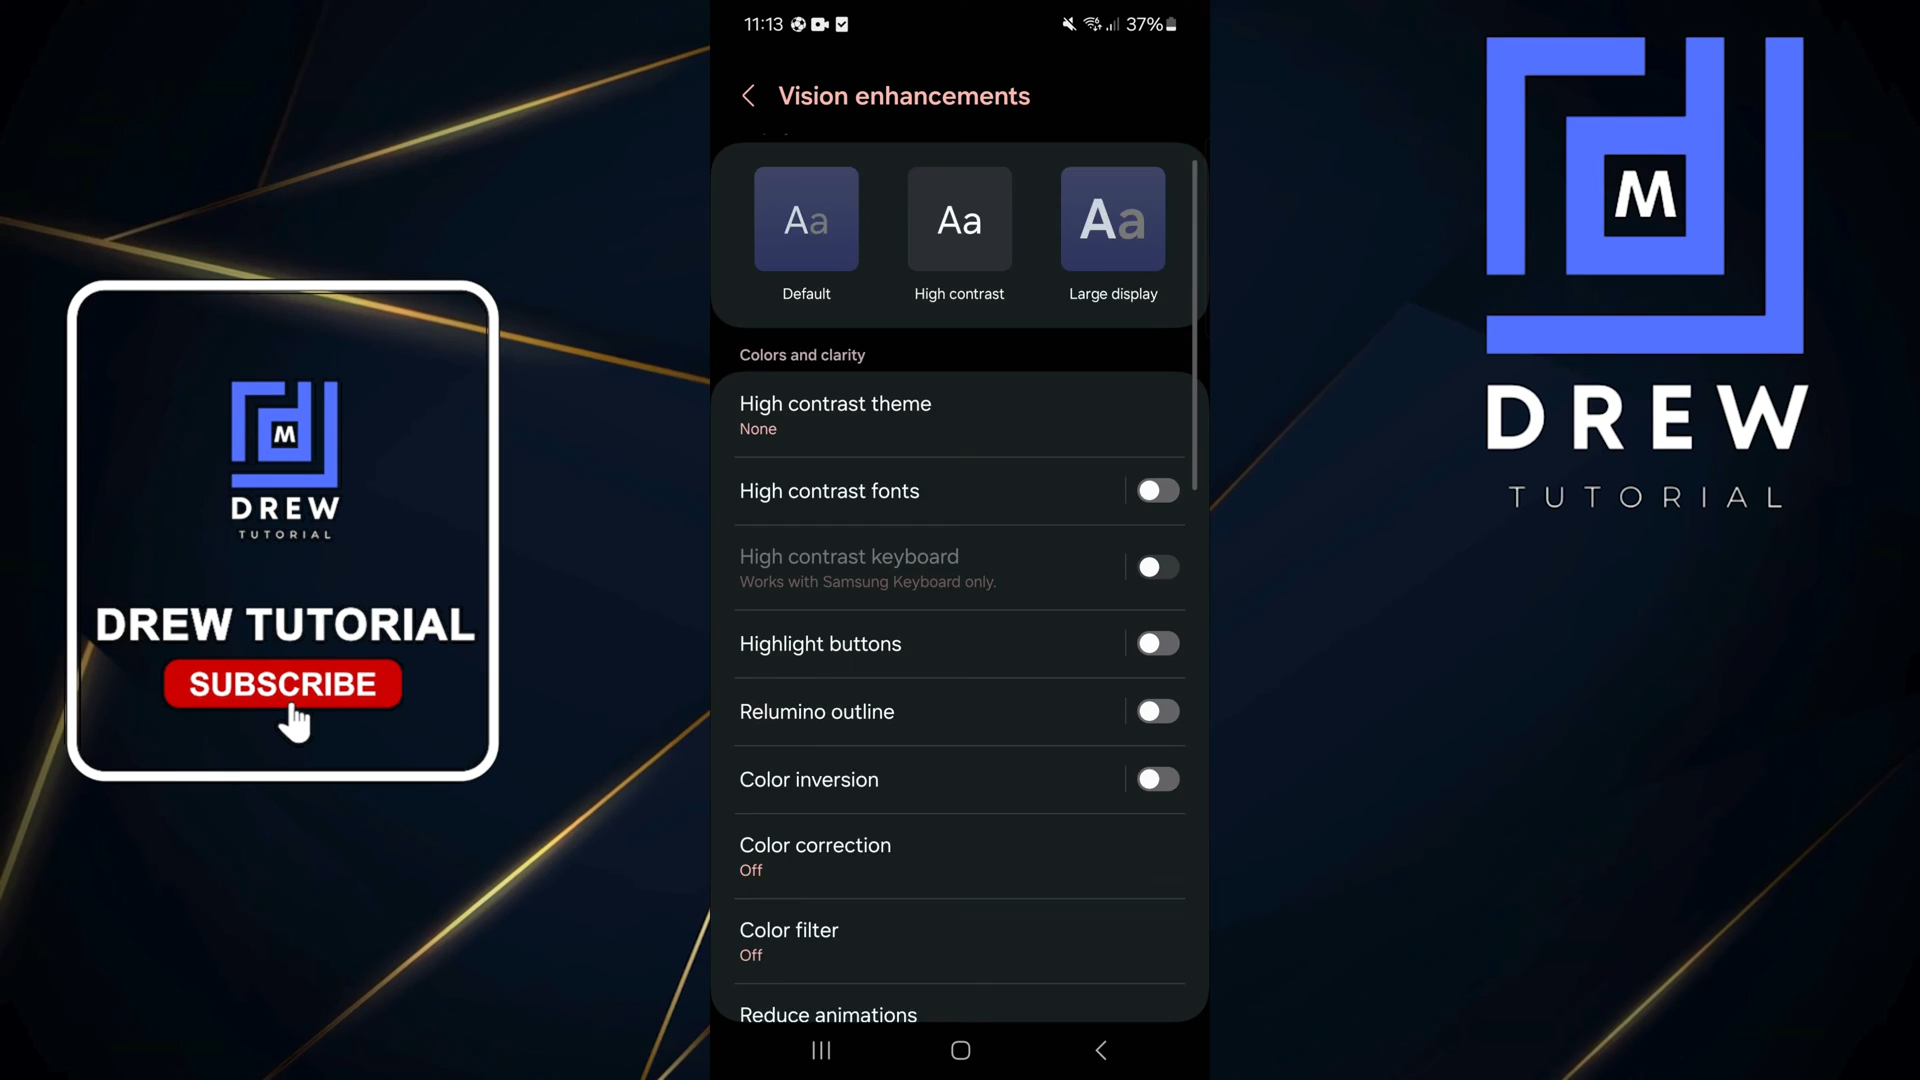 11:13
37%
Vision enhancements
Aa
Aa
Aa
Default
High contrast
Large display
Colors and clarity
High contrast theme
None
High contrast fonts
High contrast keyboard
Works with Samsung Keyboard only.
Highlight buttons
Relumino outline
Color inversion
Color correction
Off
Color filter
Off
Reduce animations
M
DREW
TUTORIAL
DREW TUTORIAL
SUBSCRIBE
M
DREW
TUTORIAL